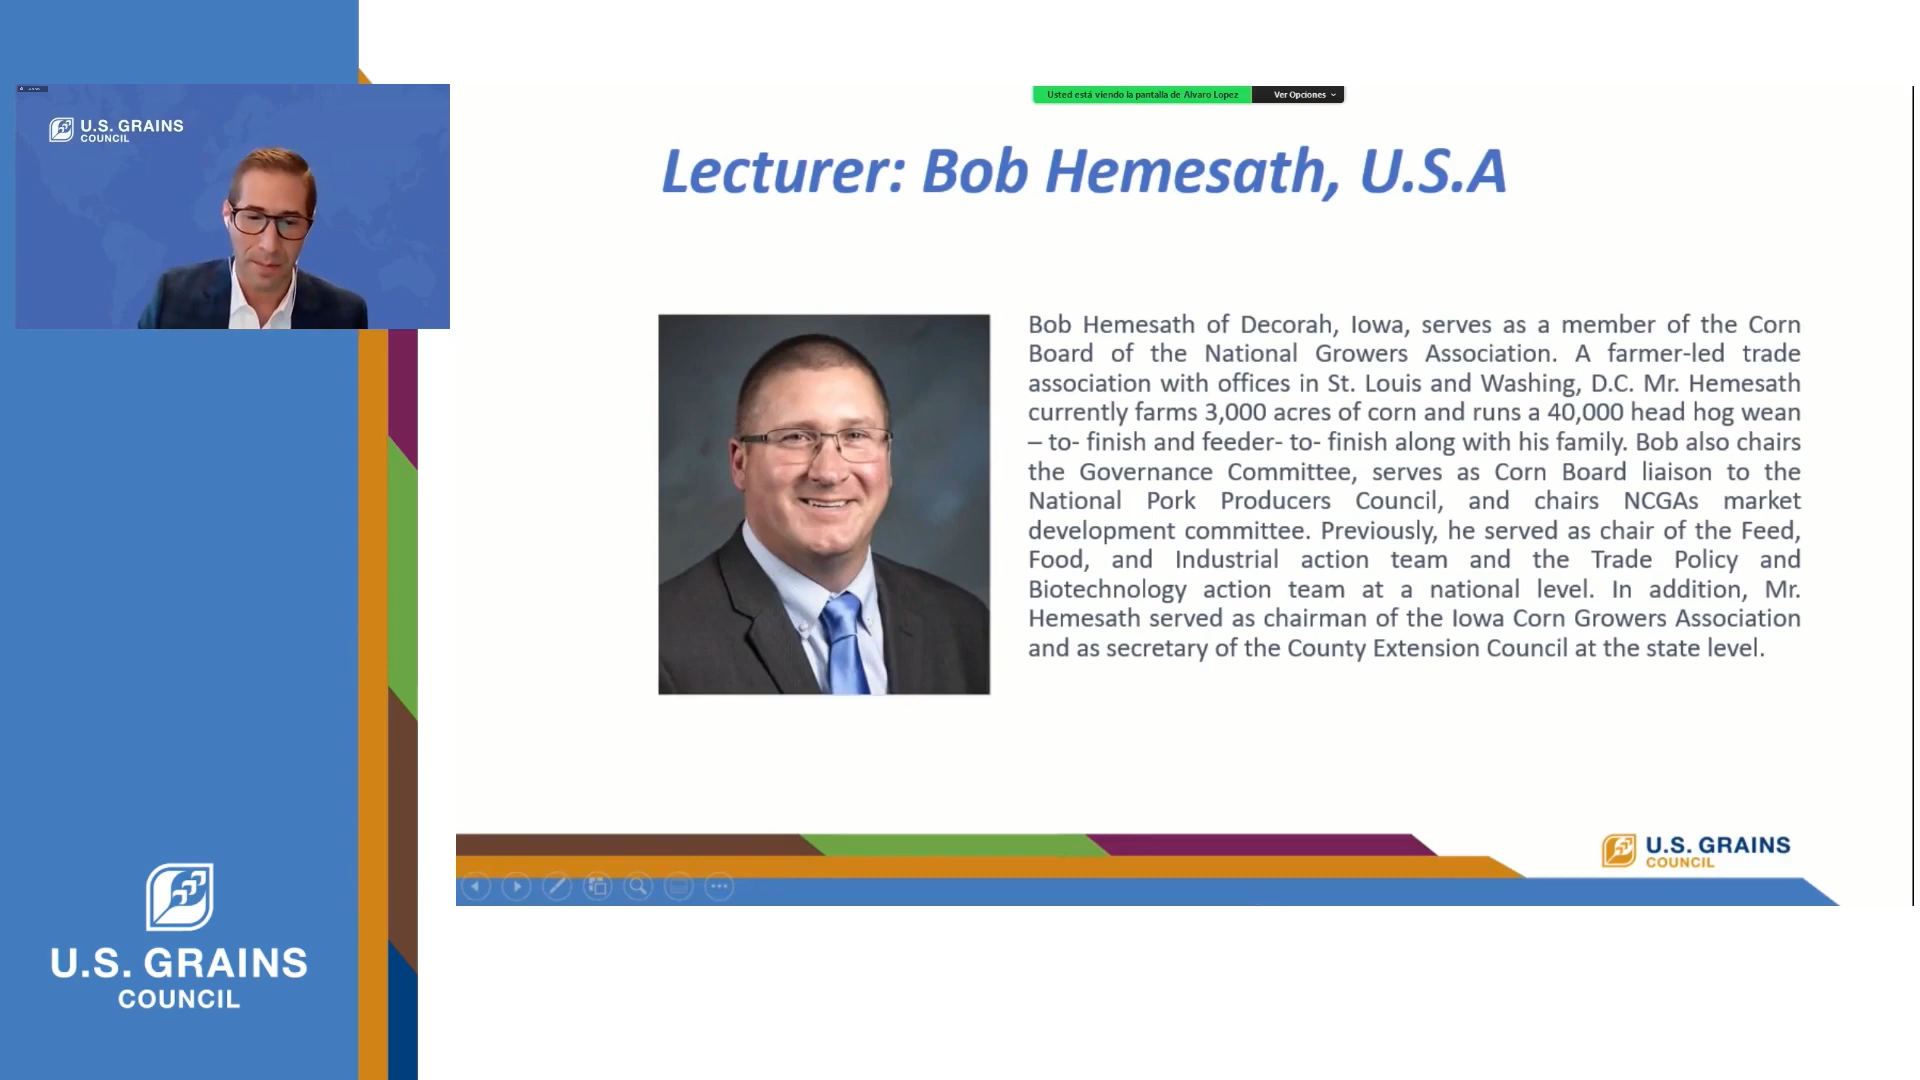 U.S. GRAINS
COUNCIL
Usted está viendo la pantalla de Alvaro Lopez
Ver Opciones
Lecturer: Bob Hemesath, U.S.A
Bob Hemesath of Decorah, Iowa, serves as a member of the Corn
Board of the National Growers Association. A farmer-led trade
association with offices in St. Louis and Washing, D.C. Mr. Hemesath
currently farms 3,000 acres of corn and runs a 40,000 head hog wean
– to- finish and feeder- to- finish along with his family. Bob also chairs
the Governance Committee, serves as Corn Board liaison to the
National Pork Producers Council, and chairs NCGAs market
development committee. Previously, he served as chair of the Feed,
Food, and Industrial action team and the Trade Policy and
Biotechnology action team at a national level. In addition, Mr.
Hemesath served as chairman of the Iowa Corn Growers Association
and as secretary of the County Extension Council at the state level.
U.S. GRAINS
COUNCIL
U.S. GRAINS
COUNCIL